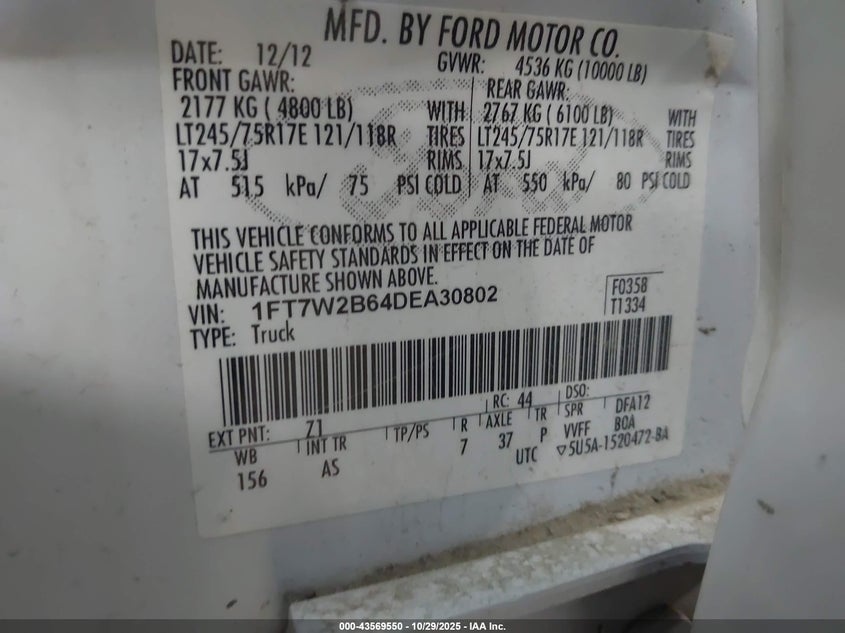 MFD. BY FORD MOTOR CO.
DATE: 12/12 GVWR: 4536 KG (10000 LB)
FRONT GAWR: REAR GAWR:
2177 KG ( 4800 LB) WITH 2767 KG ( 6100 LB) WITH
LT245/75R17E 121/118R TIRES LT245/75R17E 121/118R TIRES
17x7.5J RIMS 17x7.5J RIMS
AT 515 kPa/ 75 PSI COLD AT 550 kPa/ 80 PSI COLD
THIS VEHICLE CONFORMS TO ALL APPLICABLE FEDERAL MOTOR
VEHICLE SAFETY STANDARDS IN EFFECT ON THE DATE OF
MANUFACTURE SHOWN ABOVE.
VIN: 1FT7W2B64DEA30802 F0358
TYPE: Truck T1334
EXT PNT: Z1 RC: 44 DSO:
WB INT TR TP/PS R AXLE TR SPR DFA12
156 AS 7 37 P VVFF BOA
UTC ▽5U5A-1520472-BA
000-43569550 - 10/29/2025 - IAA Inc.